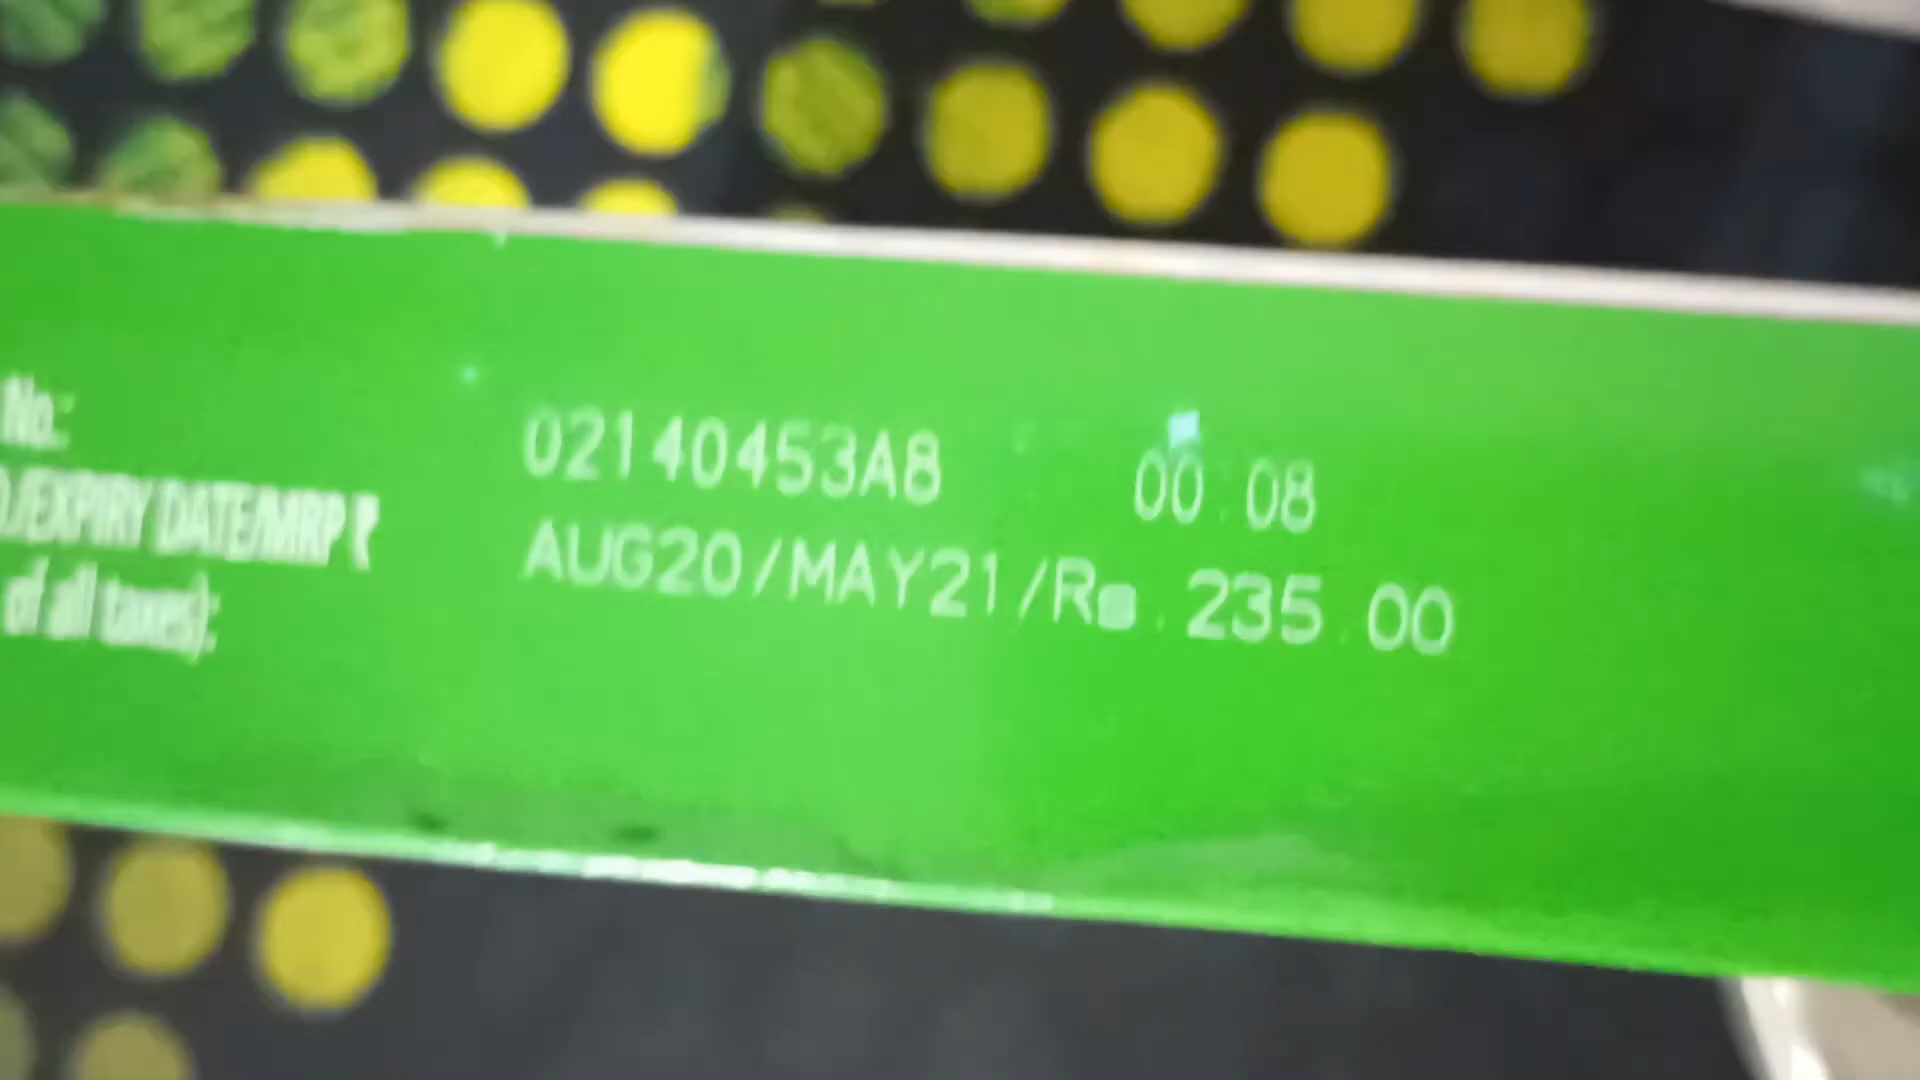 No.: 02140453A8 00:08
D./EXPIRY DATE/MRP ₹ AUG20/MAY21/Rs.235.00
of all taxes):